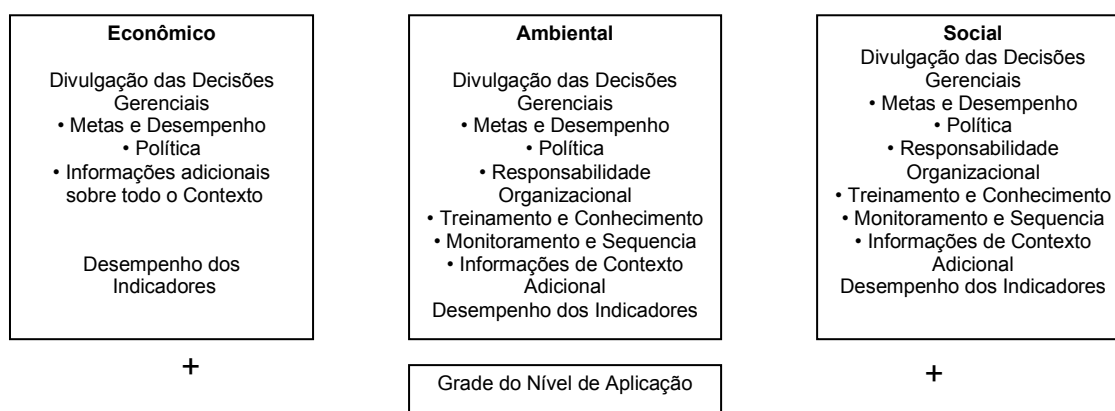 Econômico
Divulgação das Decisões
Gerenciais
• Metas e Desempenho
• Política
• Informações adicionais
sobre todo o Contexto
Desempenho dos
Indicadores
+
Ambiental
Divulgação das Decisões
Gerenciais
• Metas e Desempenho
• Política
• Responsabilidade
Organizacional
• Treinamento e Conhecimento
• Monitoramento e Sequencia
• Informações de Contexto
Adicional
Desempenho dos Indicadores
Grade do Nível de Aplicação
Social
Divulgação das Decisões
Gerenciais
• Metas e Desempenho
• Política
• Responsabilidade
Organizacional
• Treinamento e Conhecimento
• Monitoramento e Sequencia
• Informações de Contexto
Adicional
Desempenho dos Indicadores
+